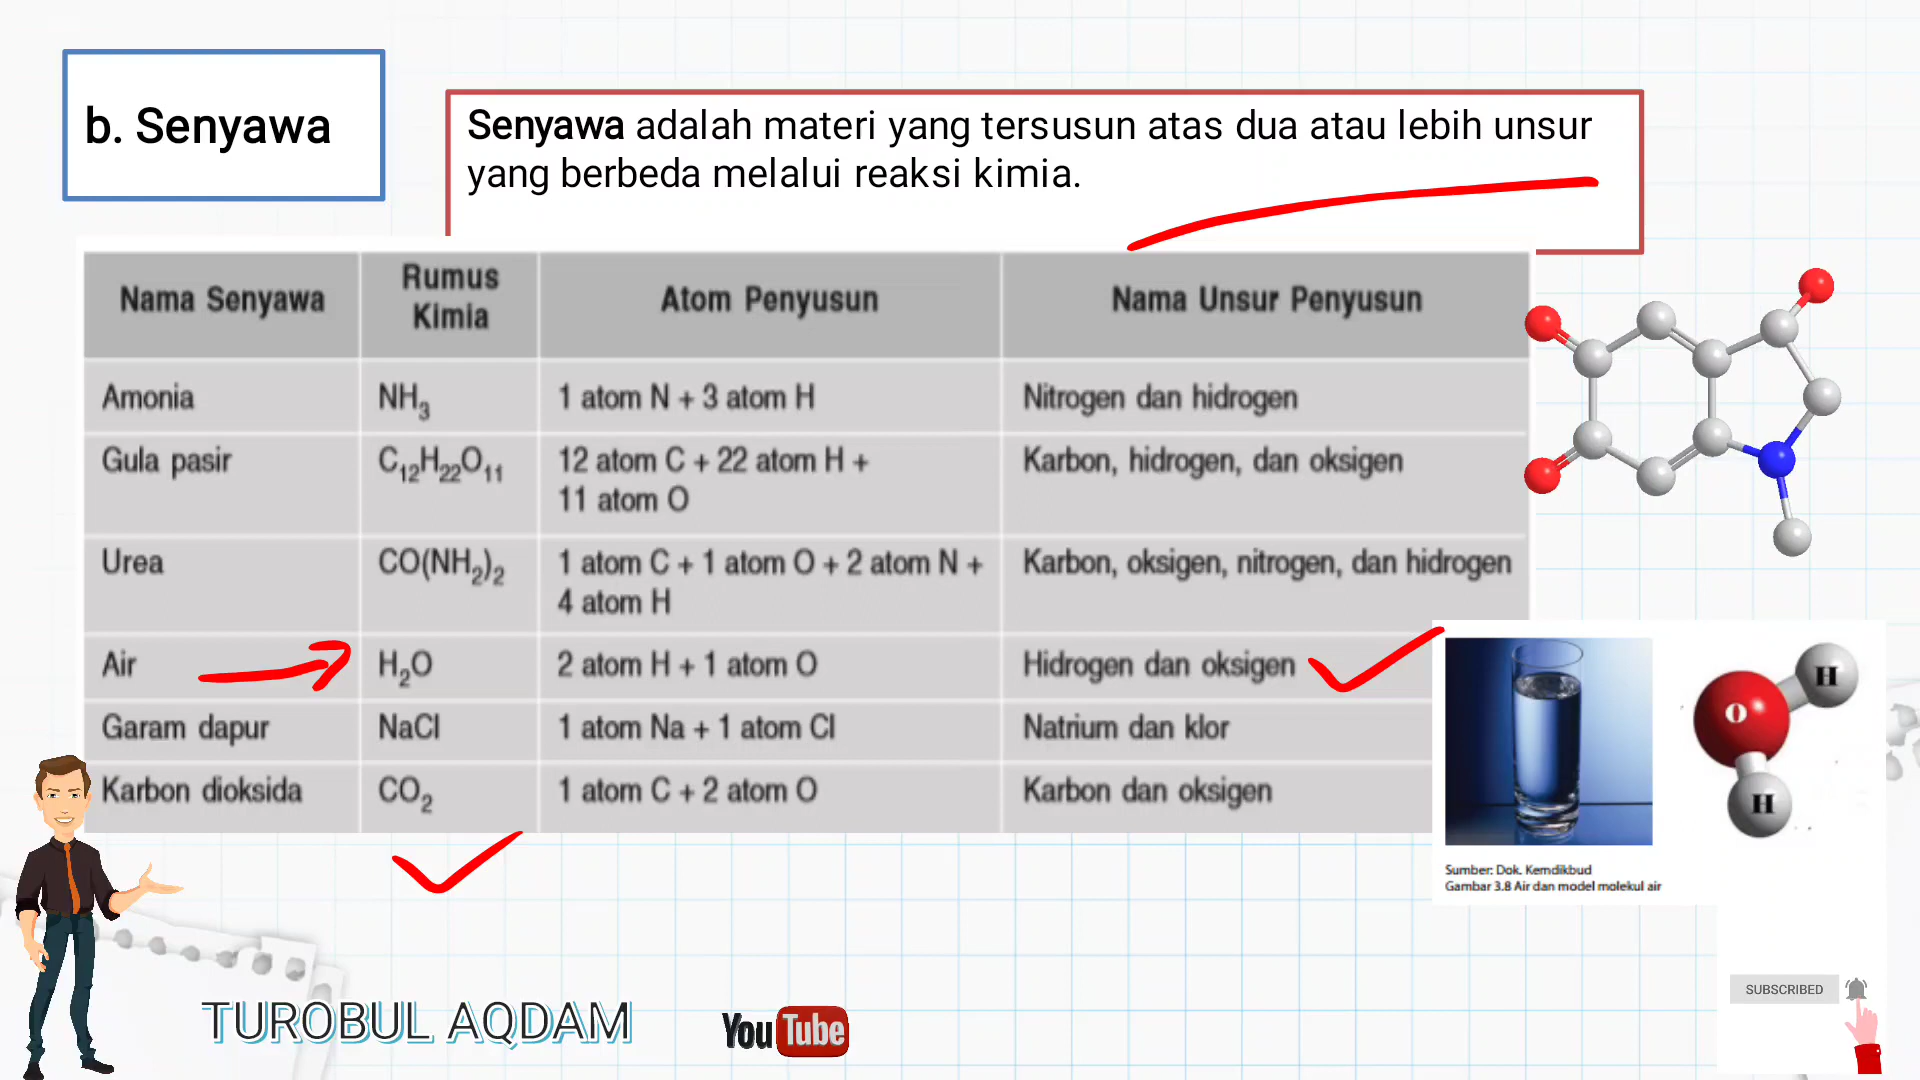 b. Senyawa
Senyawa adalah materi yang tersusun atas dua atau lebih unsur
yang berbeda melalui reaksi kimia.
Nama Senyawa
Rumus
Kimia
Atom Penyusun
Nama Unsur Penyusun
Amonia
NH₃
1 atom N + 3 atom H
Nitrogen dan hidrogen
Gula pasir
C₁₂H₂₂O₁₁
12 atom C + 22 atom H +
11 atom O
Karbon, hidrogen, dan oksigen
Urea
CO(NH₂)₂
1 atom C + 1 atom O + 2 atom N +
4 atom H
Karbon, oksigen, nitrogen, dan hidrogen
Air
H₂O
2 atom H + 1 atom O
Hidrogen dan oksigen
Garam dapur
NaCl
1 atom Na + 1 atom Cl
Natrium dan klor
Karbon dioksida
CO₂
1 atom C + 2 atom O
Karbon dan oksigen
O
H
H
Sumber: Dok. Kemdikbud
Gambar 3.8 Air dan model molekul air
SUBSCRIBED
TUROBUL AQDAM
YouTube